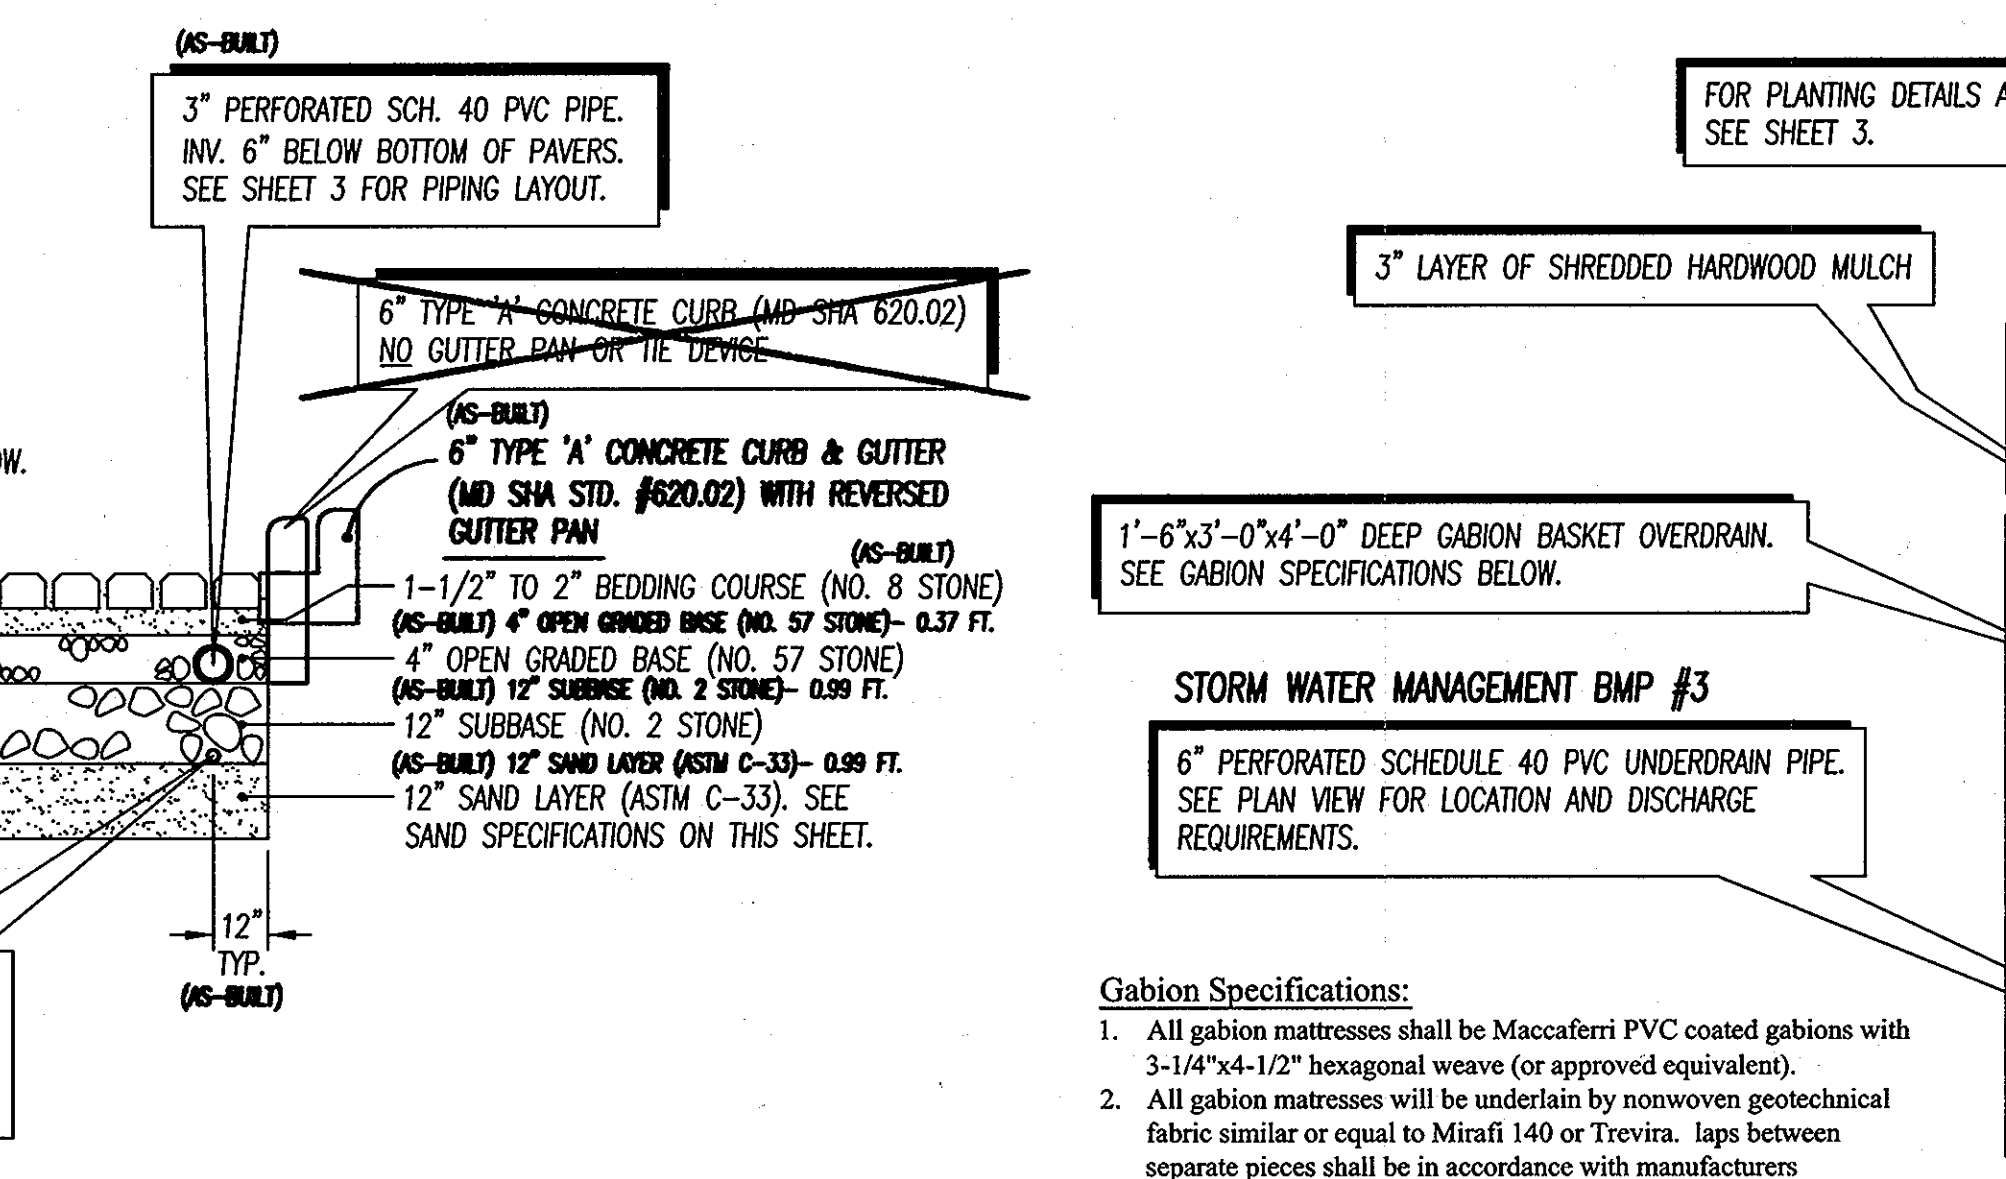 (AS-BUILT)
3" PERFORATED SCH. 40 PVC PIPE.
INV. 6" BELOW BOTTOM OF PAVERS.
SEE SHEET 3 FOR PIPING LAYOUT.
6" TYPE 'A' CONCRETE CURB (MD SHA 620.02)
NO GUTTER PAN OR TIE DEVICE
(AS-BUILT)
6" TYPE 'A' CONCRETE CURB & GUTTER
(MD SHA STD. #620.02) WITH REVERSED
GUTTER PAN
(AS-BUILT)
1-1/2" TO 2" BEDDING COURSE (NO. 8 STONE)
(AS-BUILT) 4" OPEN GRADED BASE (NO. 57 STONE)- 0.37 FT.
4" OPEN GRADED BASE (NO. 57 STONE)
(AS-BUILT) 12" SUBBASE (NO. 2 STONE)- 0.99 FT.
12" SUBBASE (NO. 2 STONE)
(AS-BUILT) 12" SAND LAYER (ASTM C-33)- 0.99 FT.
12" SAND LAYER (ASTM C-33). SEE
SAND SPECIFICATIONS ON THIS SHEET.
12"
TYP.
(AS-BUILT)
FOR PLANTING DETAILS A
SEE SHEET 3.
3" LAYER OF SHREDDED HARDWOOD MULCH
1'-6"x3'-0"x4'-0" DEEP GABION BASKET OVERDRAIN.
SEE GABION SPECIFICATIONS BELOW.
STORM WATER MANAGEMENT BMP #3
6" PERFORATED SCHEDULE 40 PVC UNDERDRAIN PIPE.
SEE PLAN VIEW FOR LOCATION AND DISCHARGE
REQUIREMENTS.
Gabion Specifications:
1. All gabion mattresses shall be Maccaferri PVC coated gabions with
3-1/4"x4-1/2" hexagonal weave (or approved equivalent).
2. All gabion matresses will be underlain by nonwoven geotechnical
fabric similar or equal to Mirafi 140 or Trevira. laps between
separate pieces shall be in accordance with manufacturers